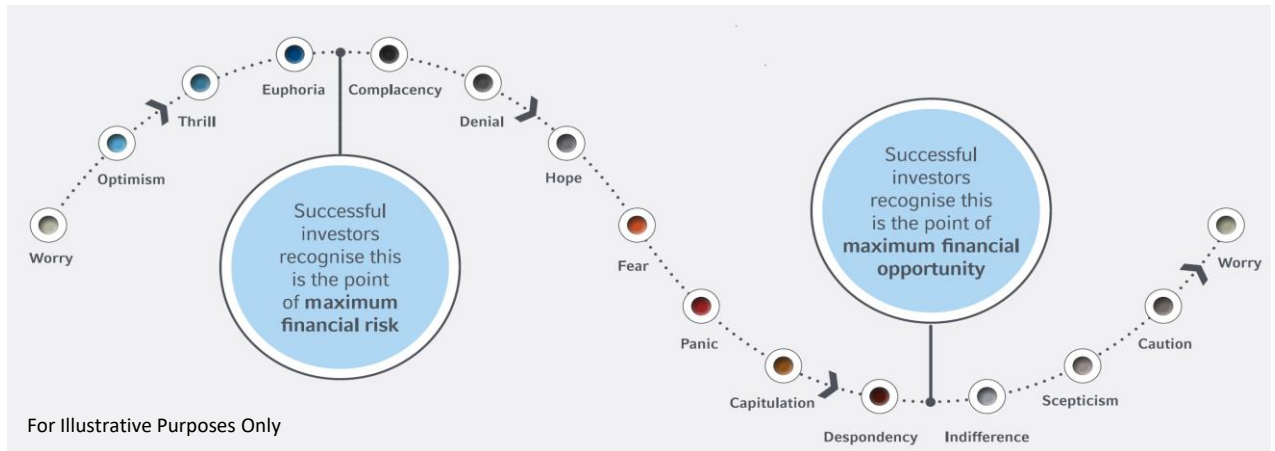 Worry
Optimism
Thrill
Euphoria
Complacency
Denial
Hope
Fear
Panic
Capitulation
Despondency
Indifference
Scepticism
Caution
Worry
Successful
investors
recognise this
is the point
of maximum
financial risk
Successful
investors
recognise this
is the point of
maximum financial
opportunity
For Illustrative Purposes Only